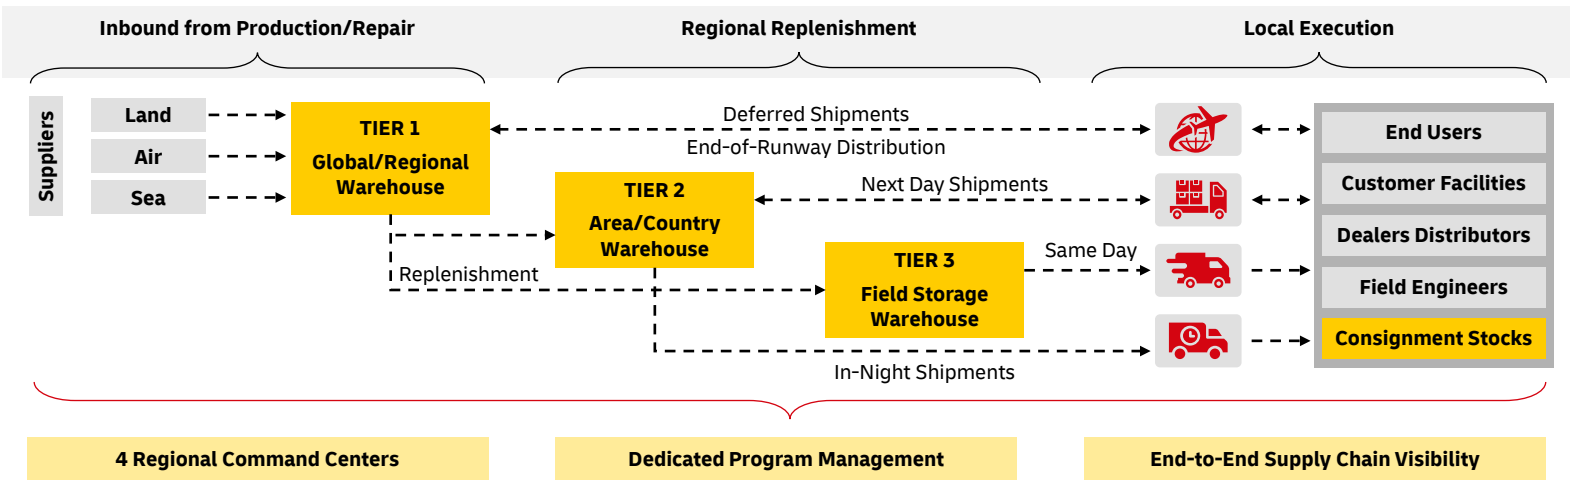 Inbound from Production/Repair
Regional Replenishment
Local Execution
Suppliers
Land
Air
Sea
TIER 1
Global/Regional
Warehouse
Deferred Shipments
End-of-Runway Distribution
TIER 2
Area/Country
Warehouse
Next Day Shipments
Replenishment
TIER 3
Field Storage
Warehouse
Same Day
In-Night Shipments
End Users
Customer Facilities
Dealers Distributors
Field Engineers
Consignment Stocks
4 Regional Command Centers
Dedicated Program Management
End-to-End Supply Chain Visibility